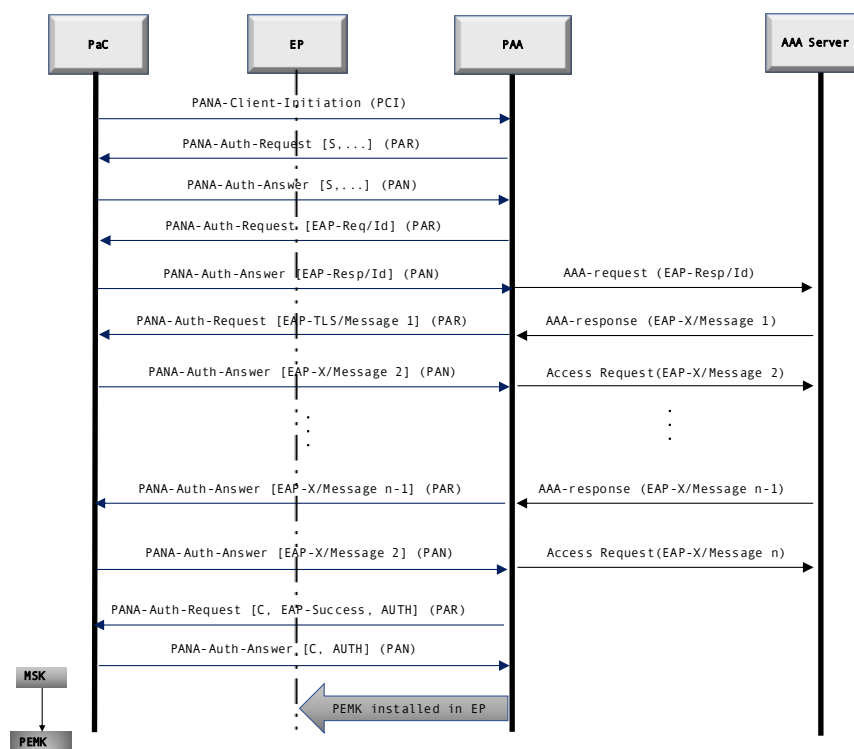 PaC
EP
PAA
AAA Server
PANA-Client-Initiation (PCI)
PANA-Auth-Request [S,...] (PAR)
PANA-Auth-Answer [S,...] (PAN)
PANA-Auth-Request [EAP-Req/Id] (PAR)
PANA-Auth-Answer [EAP-Resp/Id] (PAN)
AAA-request (EAP-Resp/Id)
PANA-Auth-Request [EAP-TLS/Message 1] (PAR)
AAA-response (EAP-X/Message 1)
PANA-Auth-Answer [EAP-X/Message 2] (PAN)
Access Request(EAP-X/Message 2)
PANA-Auth-Answer [EAP-X/Message n-1] (PAR)
AAA-response (EAP-X/Message n-1)
PANA-Auth-Answer [EAP-X/Message 2] (PAN)
Access Request(EAP-X/Message n)
PANA-Auth-Request [C, EAP-Success, AUTH] (PAR)
PANA-Auth-Answer [C, AUTH] (PAN)
MSK
PEMK installed in EP
PEMK